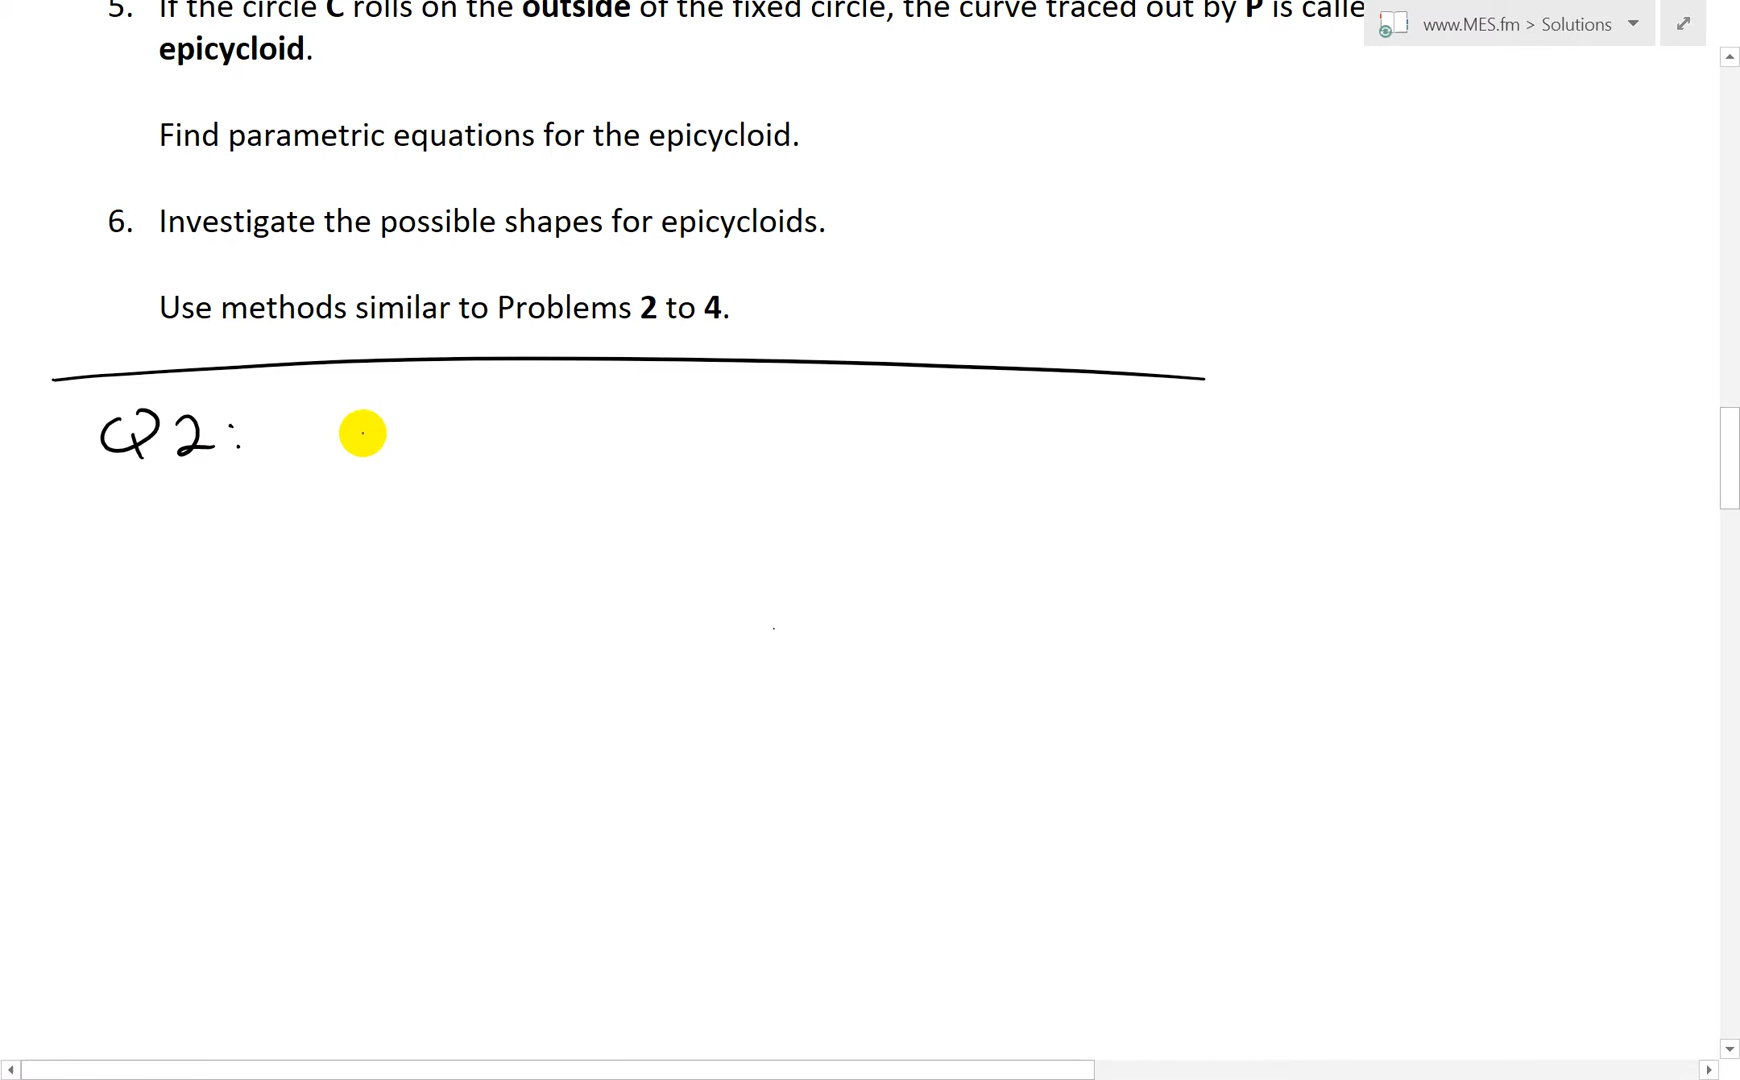 5. If the circle C rolls on the outside of the fixed circle, the curve traced out by P is calle
www.MES.fm > Solutions
epicycloid.
Find parametric equations for the epicycloid.
6. Investigate the possible shapes for epicycloids.
Use methods similar to Problems 2 to 4.
Q2: